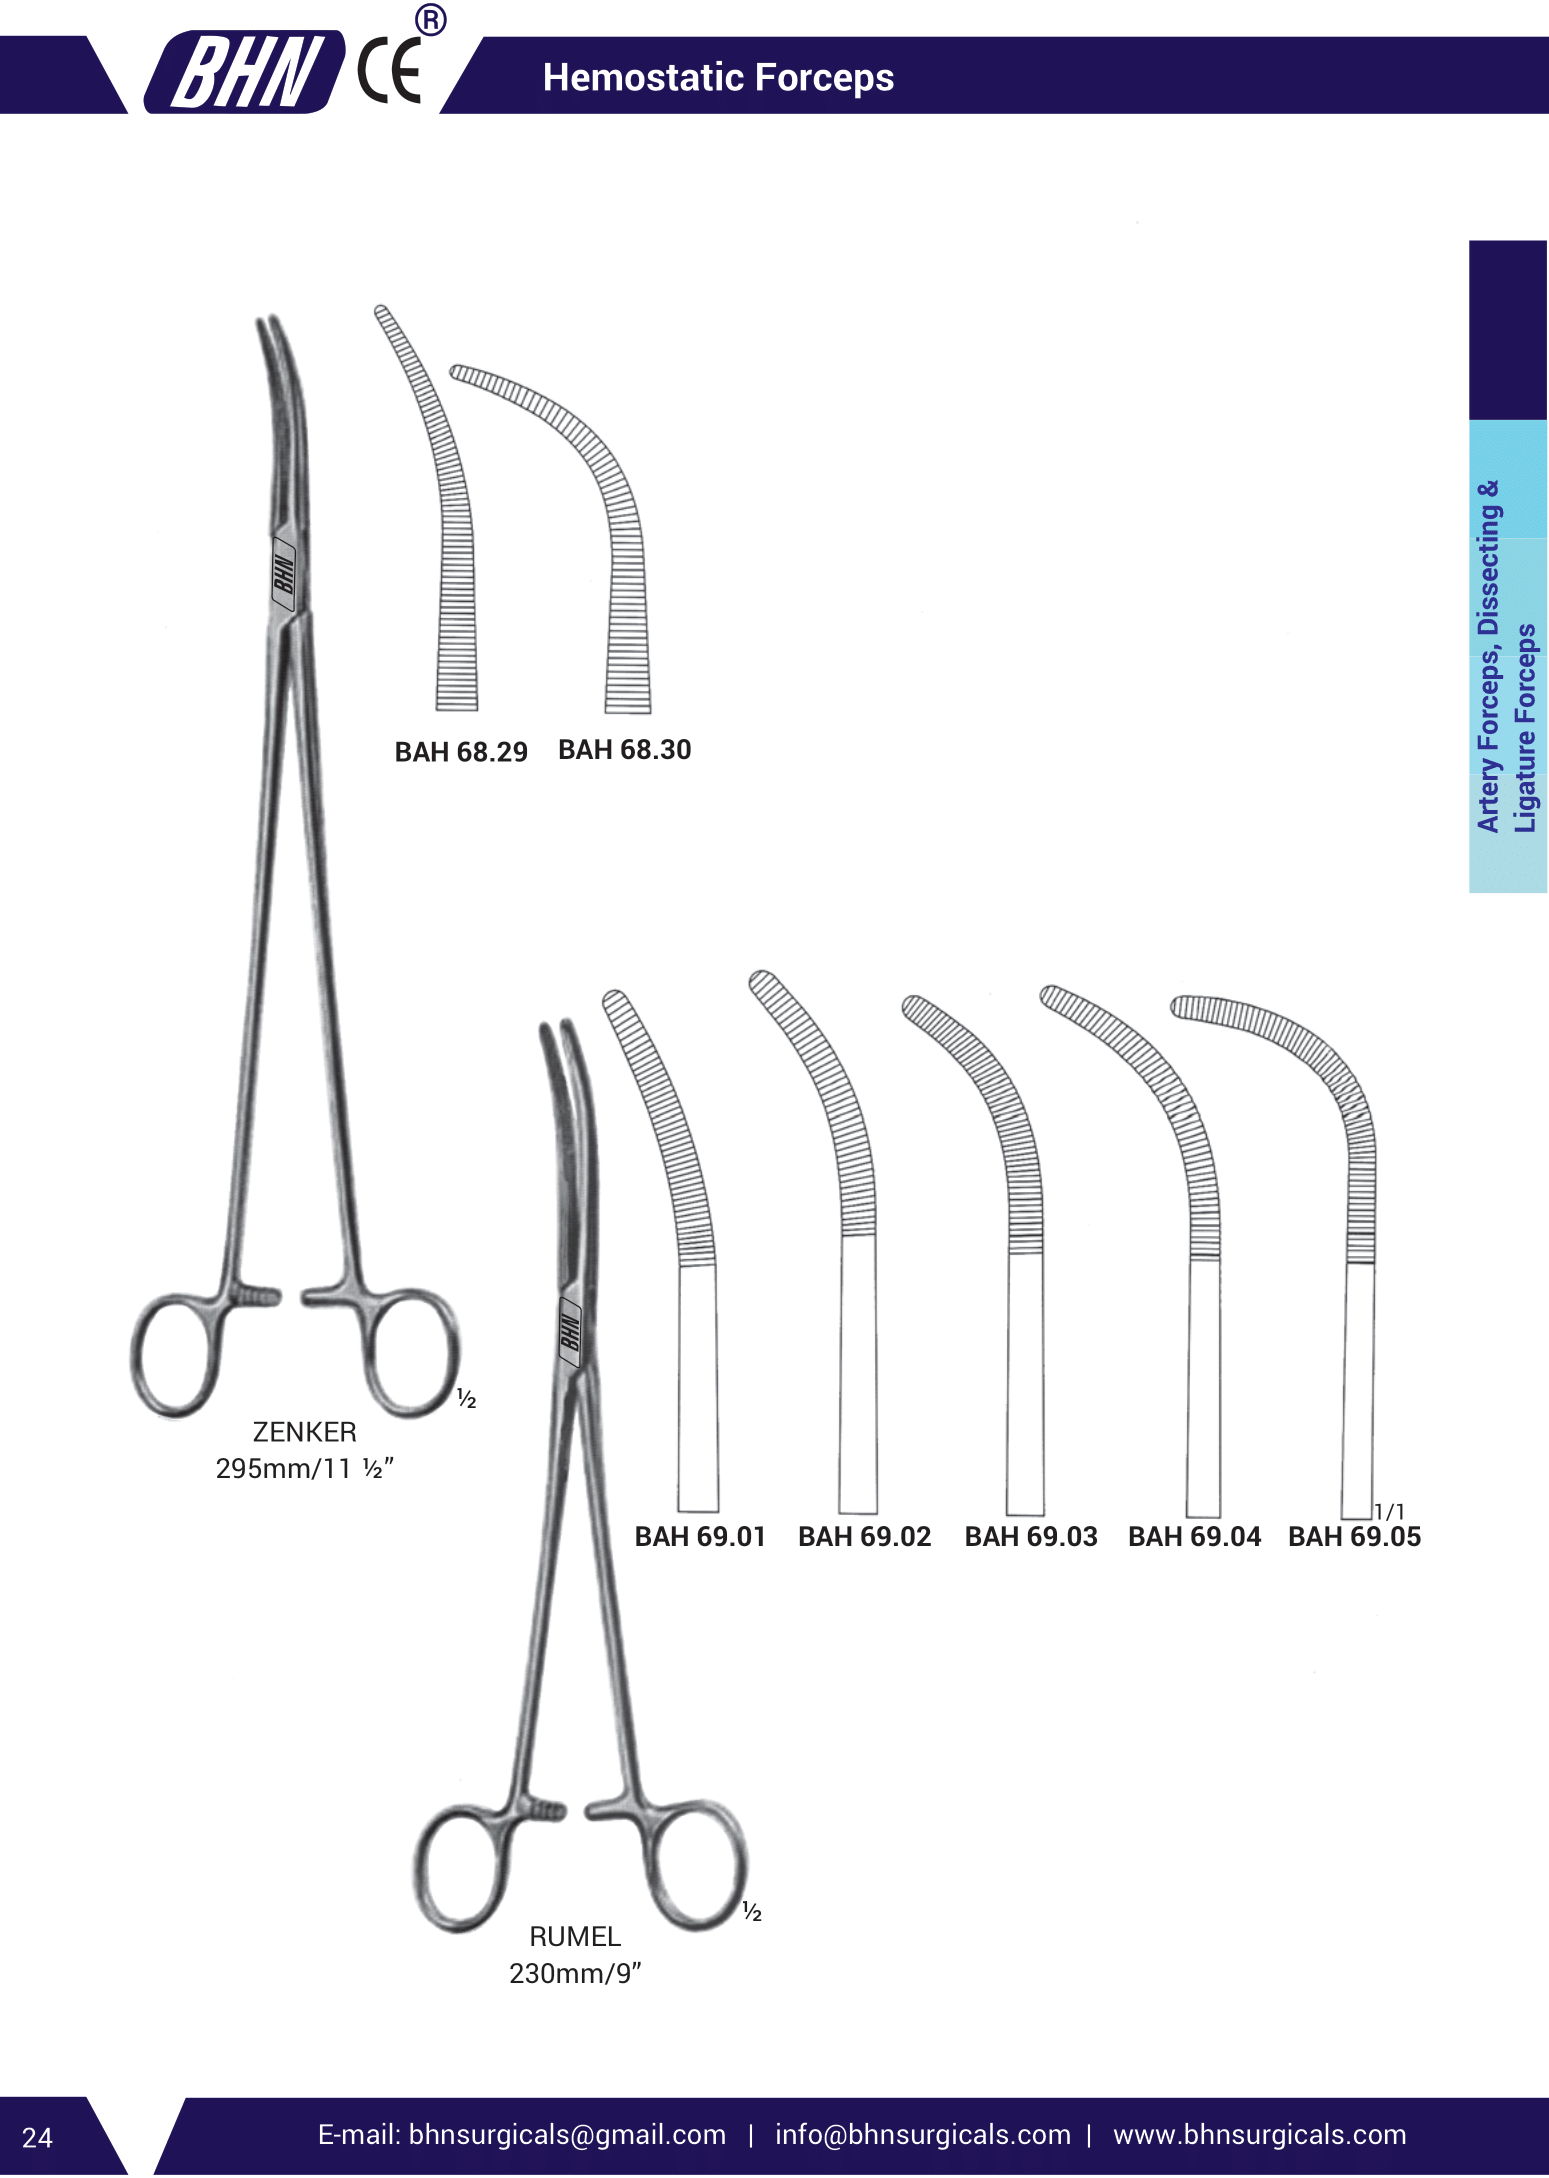 BHN CE ®
Hemostatic Forceps
Artery Forceps, Dissecting &
Ligature Forceps
BHN
BAH 68.29 BAH 68.30
½
ZENKER
295mm/11 ½”
BHN
1/1
BAH 69.01 BAH 69.02 BAH 69.03 BAH 69.04 BAH 69.05
½
RUMEL
230mm/9”
24
E-mail: bhnsurgicals@gmail.com | info@bhnsurgicals.com | www.bhnsurgicals.com